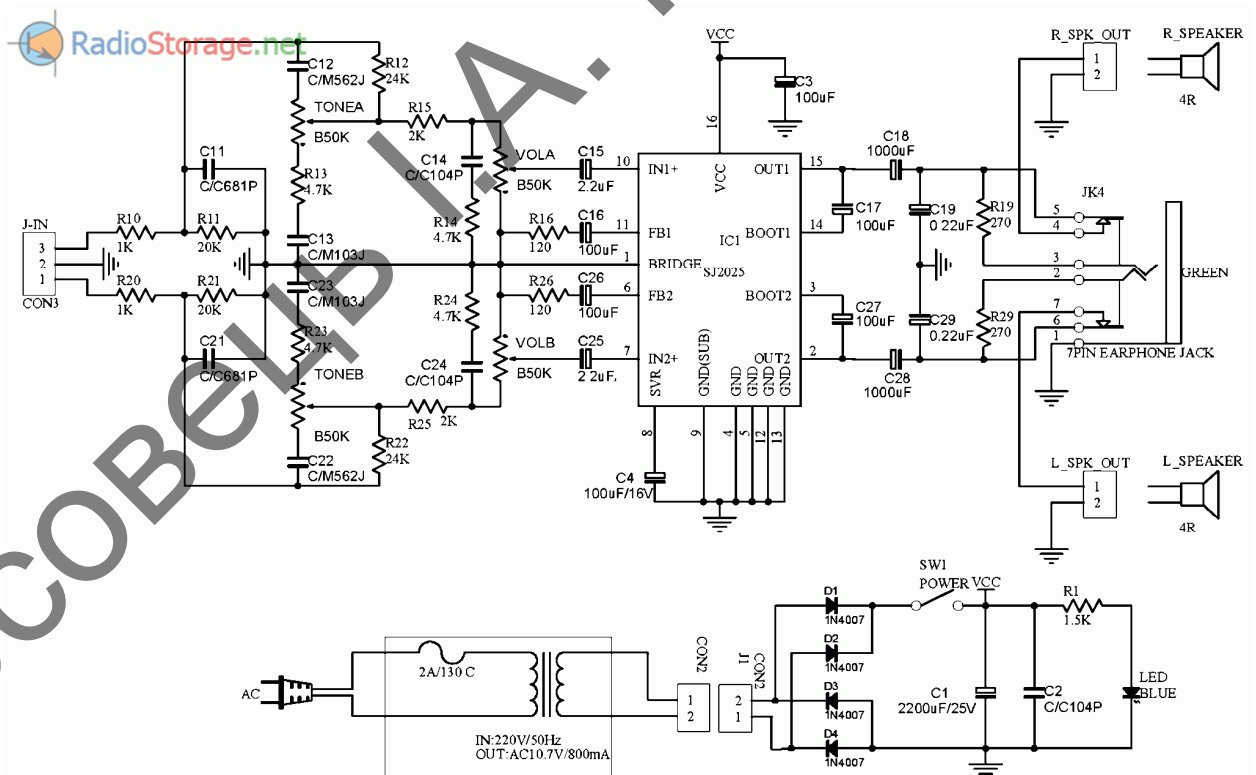 RadioStorage.net
СОВЕЦЬ І.А.
C12
C/M562J
R12
24K
TONEA
B50K
R15
2K
C11
C/C681P
R13
4.7K
C14
C/C104P
VOLA
B50K
C15
2.2uF
R14
4.7K
R16
120
C16
100uF
J-IN
3
2
1
CON3
R10
1K
R11
20K
C13
C/M103J
C23
C/M103J
R20
1K
R21
20K
R24
4.7K
R26
120
C26
100uF
C21
C/C681P
R23
4.7K
TONEB
B50K
C24
C/C104P
VOLB
B50K
C25
2 2uF.
R25
2K
R22
24K
C22
C/M562J
VCC
C3
100uF
16
VCC
10
IN1+
11
FB1
1
BRIDGE
6
FB2
7
IN2+
IC1
SJ2025
OUT1
15
BOOT1
14
BOOT2
3
OUT2
2
SVR
GND(SUB)
GND
GND
GND
GND
8
9
4
5
12
13
C4
100uF/16V
C18
1000uF
C17
100uF
C19
0 22uF
R19
270
C27
100uF
C29
0.22uF
R29
270
C28
1000uF
R_SPK_OUT
1
2
R_SPEAKER
4R
JK4
5
4
3
2
7
6
1
GREEN
7PIN EARPHONE JACK
L_SPK_OUT
1
2
L_SPEAKER
4R
AC
2A/130 C
IN:220V/50Hz
OUT:AC10.7V/800mA
CON2
1
2
J1
CON2
2
1
D1
1N4007
D2
1N4007
D3
1N4007
D4
1N4007
SW1
POWER
VCC
R1
1.5K
C1
2200uF/25V
C2
C/C104P
LED
BLUE